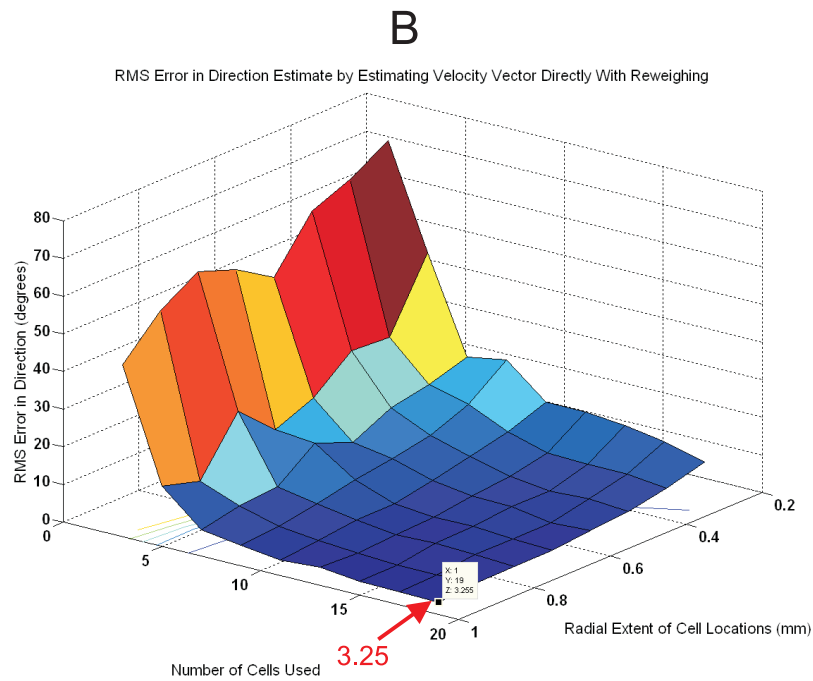 B
RMS Error in Direction Estimate by Estimating Velocity Vector Directly With Reweighing
80
70
60
50
40
30
20
10
0
RMS Error in Direction (degrees)
0
5
10
15
20
Number of Cells Used
0.2
0.4
0.6
0.8
1
Radial Extent of Cell Locations (mm)
X: 1
Y: 19
Z: 3.255
3.25